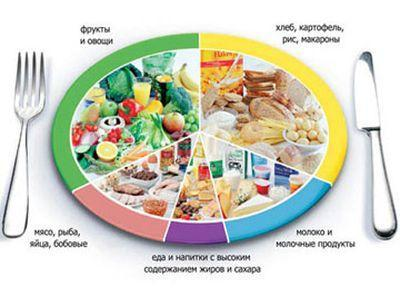 фрукты
и овощи
хлеб, картофель,
рис, макароны
мясо, рыба,
яйца, бобовые
молоко и
молочные продукты
еда и напитки с высоким
содержанием жиров и сахара